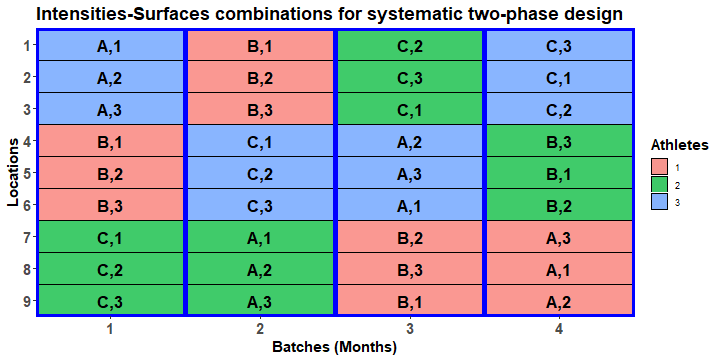 Intensities-Surfaces combinations for systematic two-phase design
Locations
1 A,1 B,1 C,2 C,3
2 A,2 B,2 C,3 C,1
3 A,3 B,3 C,1 C,2
4 B,1 C,1 A,2 B,3
5 B,2 C,2 A,3 B,1
6 B,3 C,3 A,1 B,2
7 C,1 A,1 B,2 A,3
8 C,2 A,2 B,3 A,1
9 C,3 A,3 B,1 A,2
1 2 3 4
Batches (Months)
Athletes
1
2
3